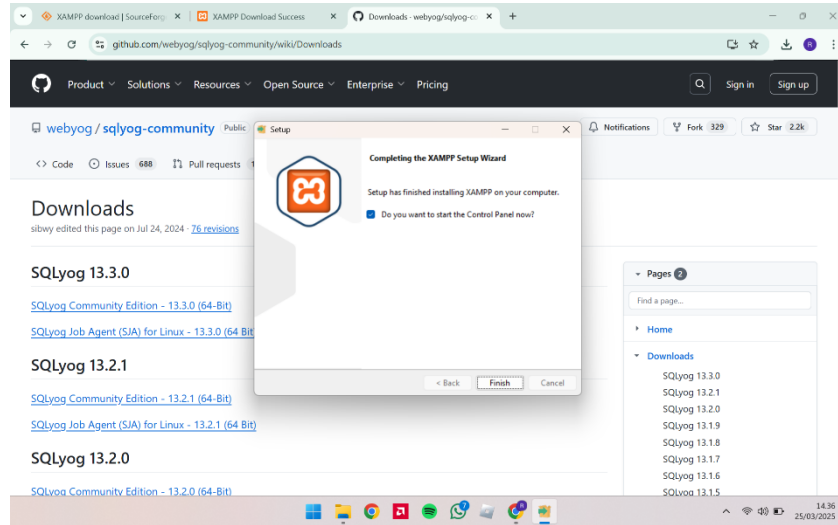 XAMPP download | SourceForg
XAMPP Download Success
Downloads · webyog/sqlyog-co
github.com/webyog/sqlyog-community/wiki/Downloads
R
Product
Solutions
Resources
Open Source
Enterprise
Pricing
Sign in
Sign up
webyog / sqlyog-community Public
Notifications
Fork 329
Star 2.2k
Code
Issues 688
Pull requests 1
Downloads
sibwy edited this page on Jul 24, 2024 · 76 revisions
SQLyog 13.3.0
SQLyog Community Edition - 13.3.0 (64-Bit)
SQLyog Job Agent (SJA) for Linux - 13.3.0 (64 Bit
SQLyog 13.2.1
SQLyog Community Edition - 13.2.1 (64-Bit)
SQLyog Job Agent (SJA) for Linux - 13.2.1 (64 Bit)
SQLyog 13.2.0
SQLyog Community Edition - 13.2.0 (64-Bit)
Setup
Completing the XAMPP Setup Wizard
Setup has finished installing XAMPP on your computer.
Do you want to start the Control Panel now?
< Back
Finish
Cancel
Pages 2
Find a page...
Home
Downloads
SQLyog 13.3.0
SQLyog 13.2.1
SQLyog 13.2.0
SQLyog 13.1.9
SQLyog 13.1.8
SQLyog 13.1.7
SQLyog 13.1.6
SQLyog 13.1.5
14.36
25/03/2025